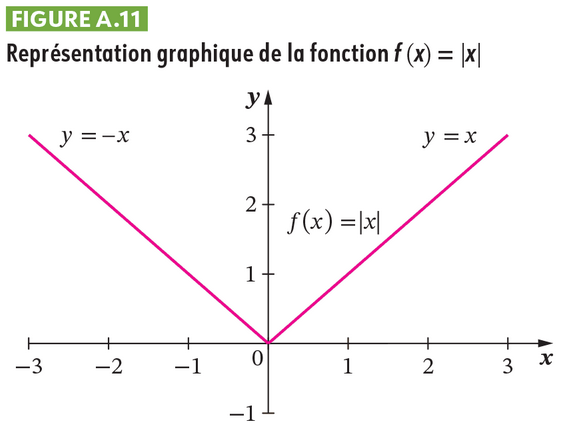 FIGURE A.11
Représentation graphique de la fonction f (x) = |x|
y
y = −x
3
y = x
2
f(x) = |x|
1
−3 −2 −1 0 1 2 3 x
−1